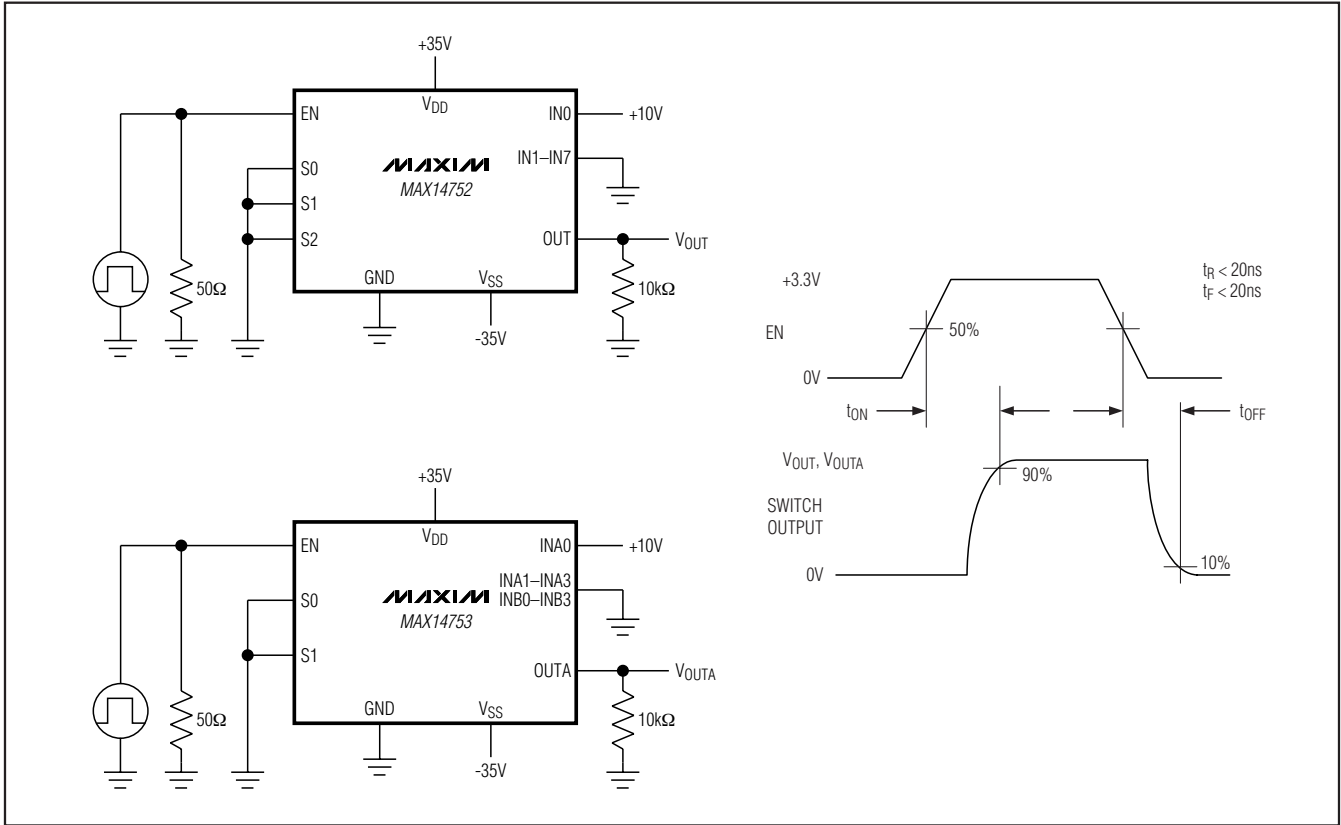 +35V
VDD
EN
IN0
+10V
IN1–IN7
S0
MAXIM
MAX14752
S1
S2
OUT
VOUT
GND
VSS
50Ω
10kΩ
-35V
+35V
VDD
EN
INA0
+10V
INA1–INA3
INB0–INB3
S0
MAXIM
MAX14753
S1
OUTA
VOUTA
GND
VSS
50Ω
10kΩ
-35V
+3.3V
tR < 20ns
tF < 20ns
EN
50%
0V
tON
tOFF
VOUT, VOUTA
90%
SWITCH
OUTPUT
10%
0V